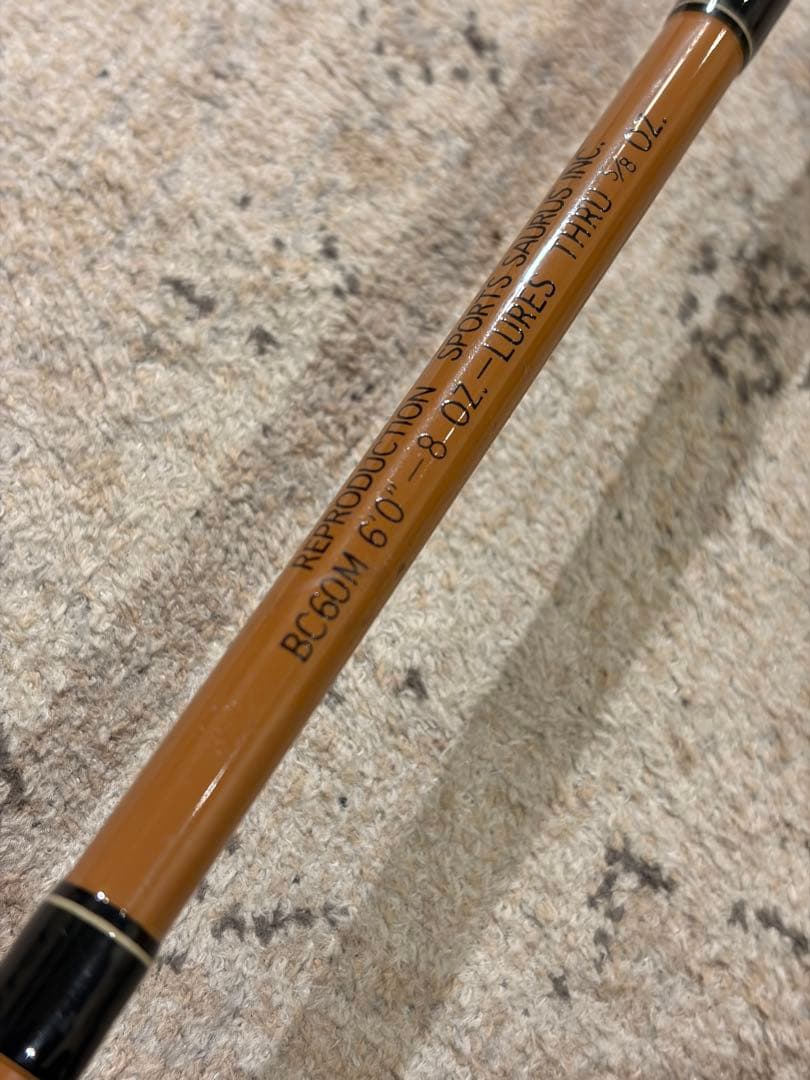 REPRODUCTION SPORTS SAURUS INC.
BC60M 6'0" – 8 OZ. – LURES THRU 5/8 OZ.